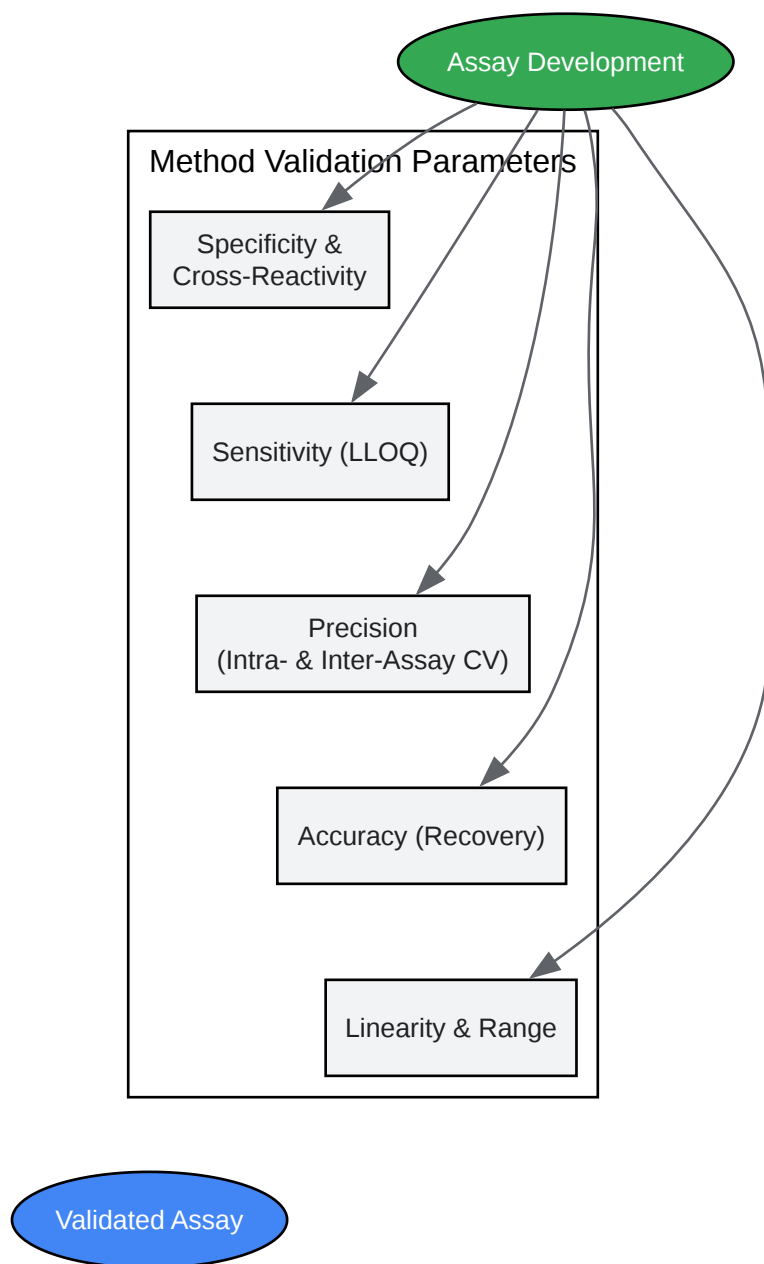 Assay Development
Method Validation Parameters
Specificity &
Cross-Reactivity
Sensitivity (LLOQ)
Precision
(Intra- & Inter-Assay CV)
Accuracy (Recovery)
Linearity & Range
Validated Assay